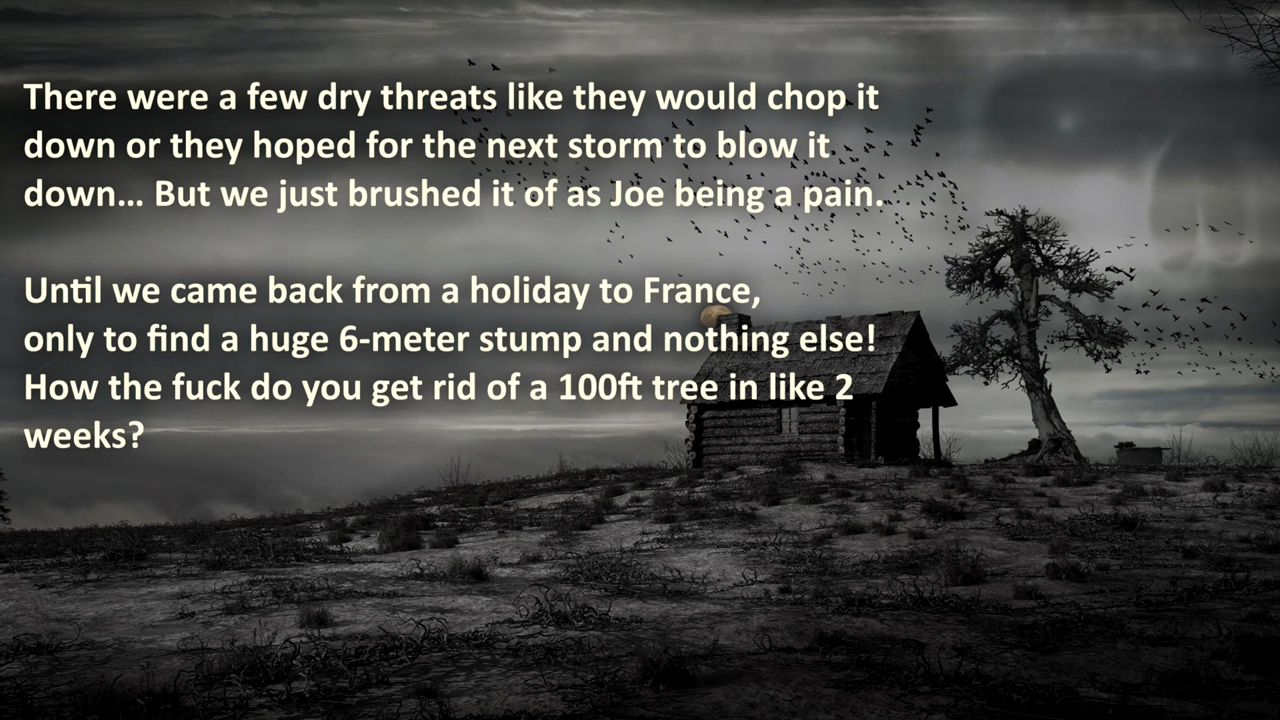 There were a few dry threats like they would chop it
down or they hoped for the next storm to blow it
down... But we just brushed it of as Joe being a pain.
Until we came back from a holiday to France,
only to find a huge 6-meter stump and nothing else!
How the fuck do you get rid of a 100ft tree in like 2
weeks?